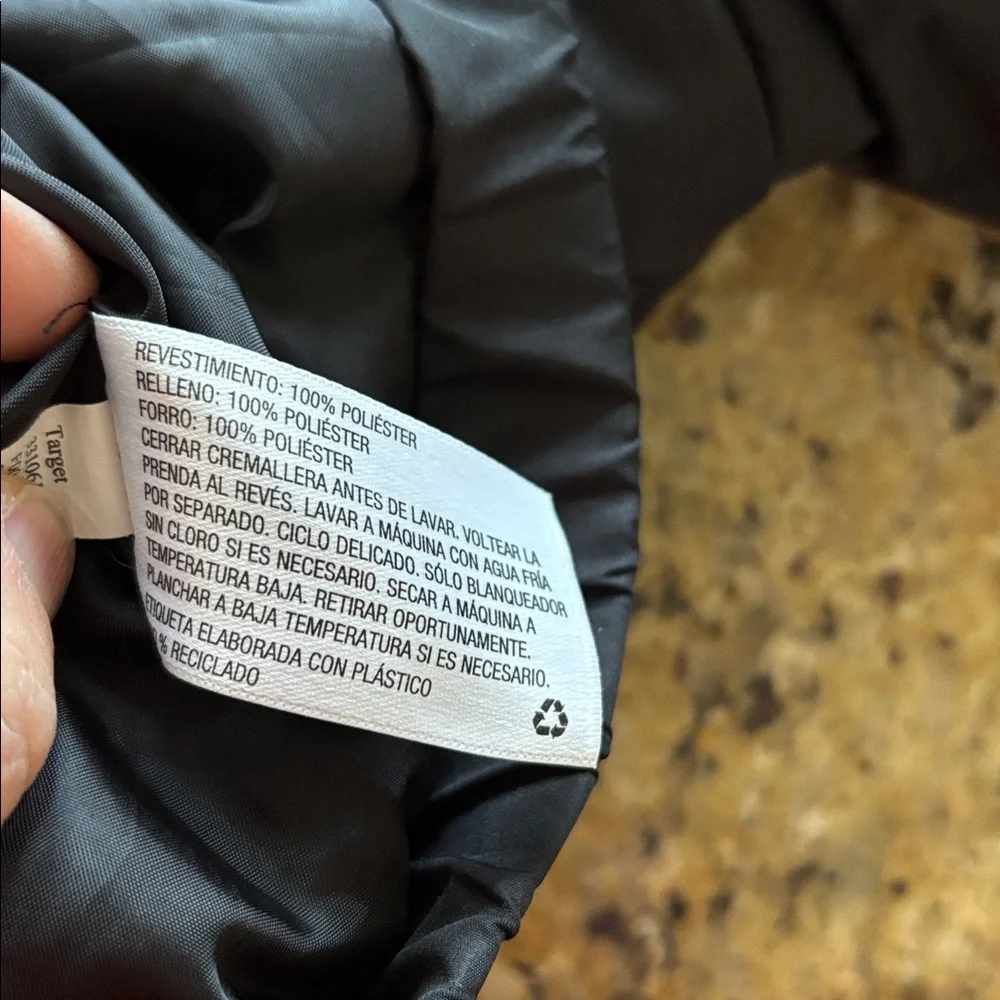 REVESTIMIENTO: 100% POLIÉSTER
RELLENO: 100% POLIÉSTER
FORRO: 100% POLIÉSTER
CERRAR CREMALLERA ANTES DE LAVAR. VOLTEAR LA
PRENDA AL REVÉS. LAVAR A MÁQUINA CON AGUA FRÍA
POR SEPARADO. CICLO DELICADO. SÓLO BLANQUEADOR
SIN CLORO SI ES NECESARIO. SECAR A MÁQUINA A
TEMPERATURA BAJA. RETIRAR OPORTUNAMENTE.
PLANCHAR A BAJA TEMPERATURA SI ES NECESARIO.
ETIQUETA ELABORADA CON PLÁSTICO
% RECICLADO
Target